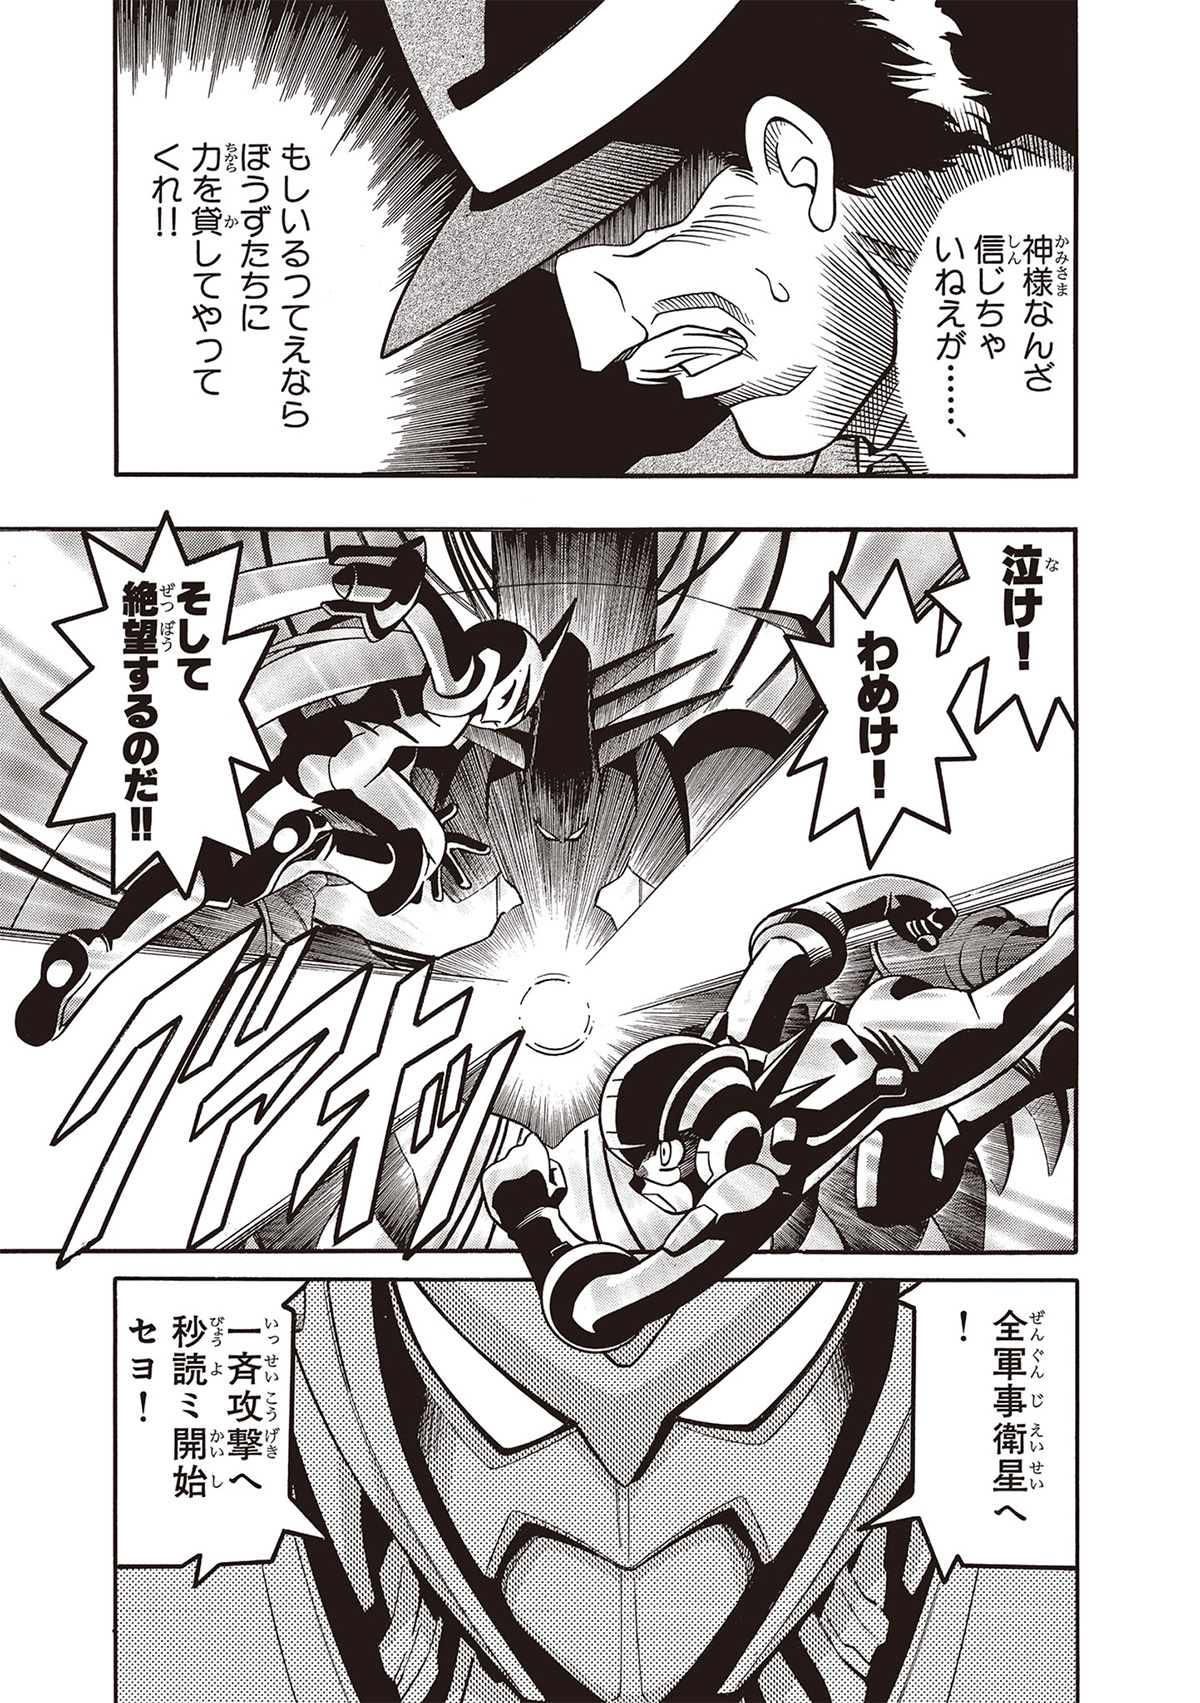 神様なんざ
信じちゃ
いねえが……、
もしいるってえなら
ぼうずたちに
力を貸してやって
くれ!!
泣け!
わめけ!
そして
絶望するのだ!!
ヴァオッ
全軍事衛星へ
!
一斉攻撃へ
秒読ミ開始
セヨ!